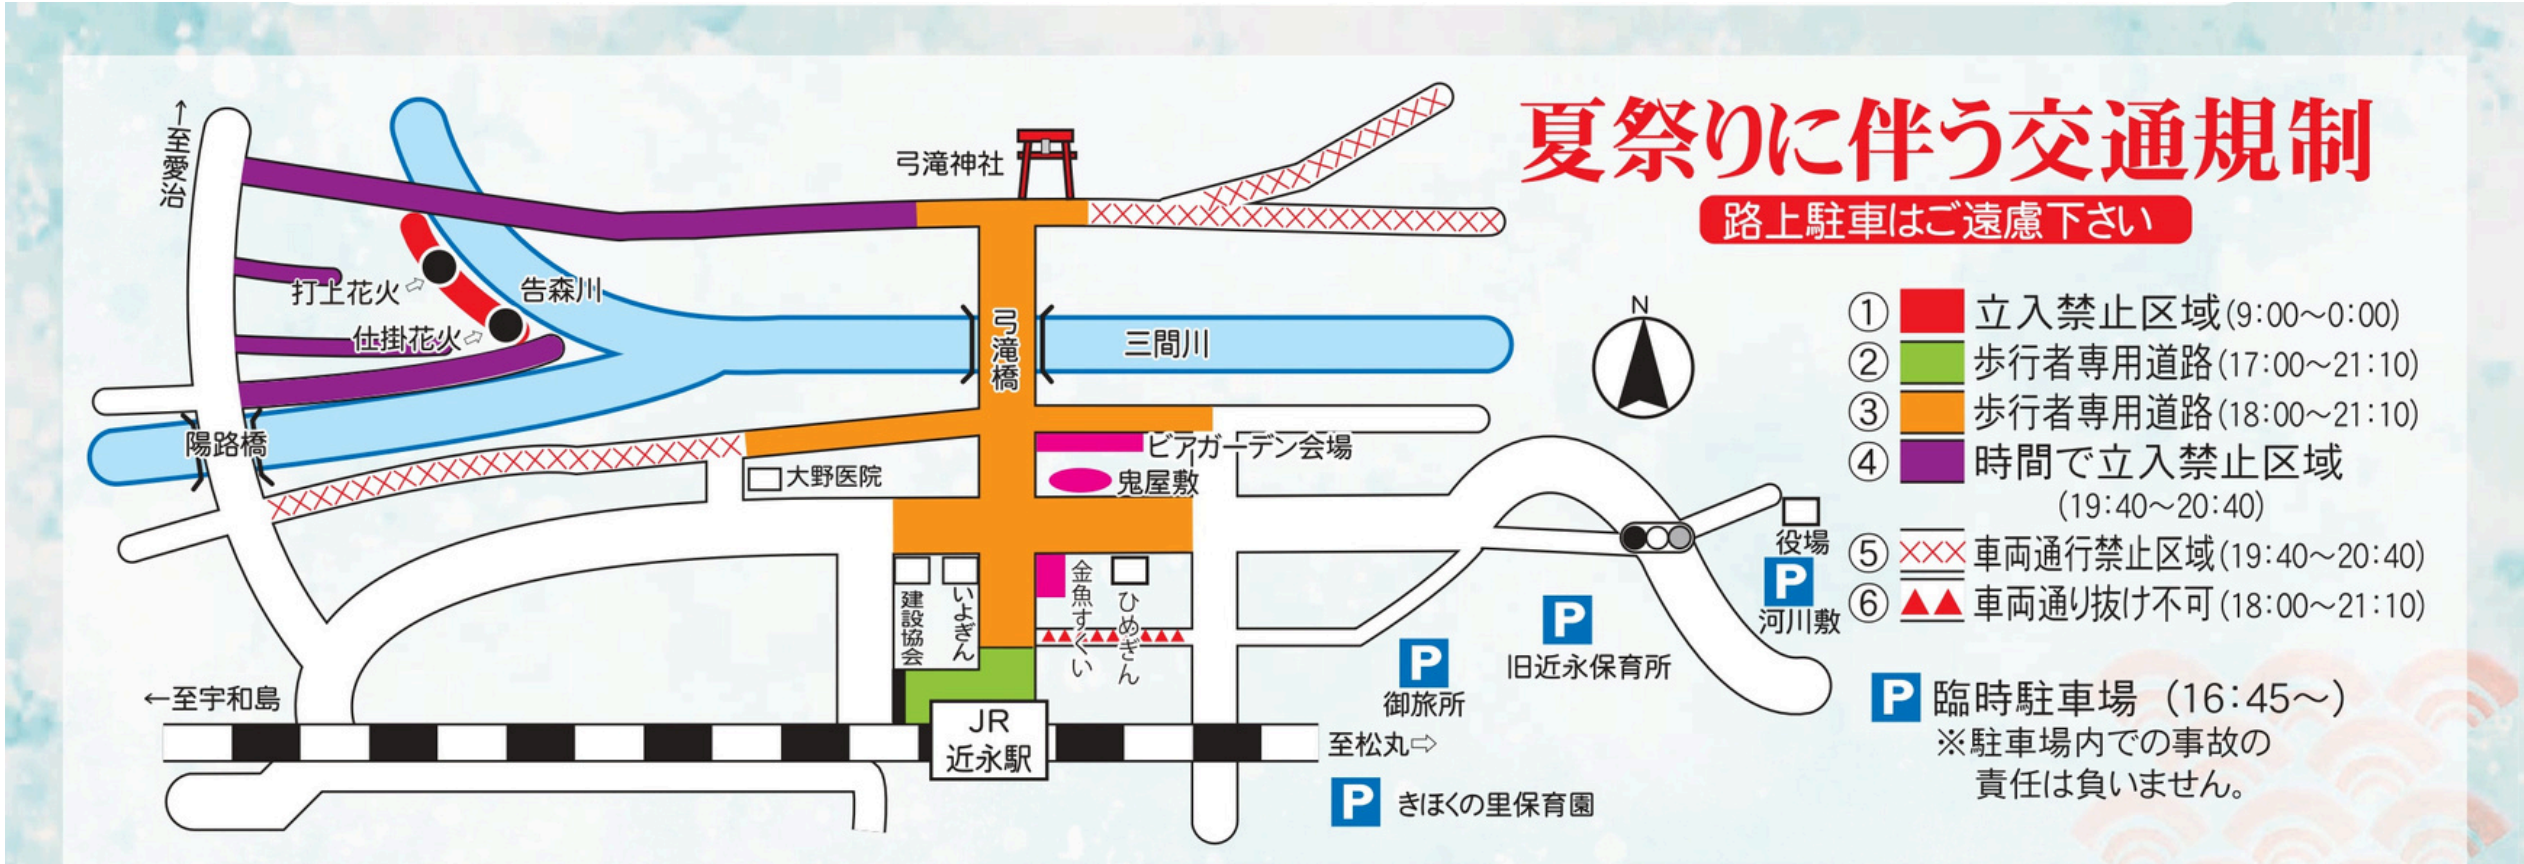 夏祭りに伴う交通規制
路上駐車はご遠慮下さい
↑至愛治
弓滝神社
打上花火⇨
仕掛花火⇨
告森川
弓滝橋
三間川
陽路橋
大野医院
ビアガーデン会場
鬼屋敷
建設協会
いよぎん
金魚すくい
ひめぎん
←至宇和島
JR
近永駅
至松丸⇨
N
役場
P
河川敷
P
旧近永保育所
P
御旅所
P きほくの里保育園
① 立入禁止区域(9:00～0:00)
② 歩行者専用道路(17:00～21:10)
③ 歩行者専用道路(18:00～21:10)
④ 時間で立入禁止区域
(19:40～20:40)
⑤ 車両通行禁止区域(19:40～20:40)
⑥ 車両通り抜け不可(18:00～21:10)
P 臨時駐車場（16:45～）
※駐車場内での事故の
責任は負いません。